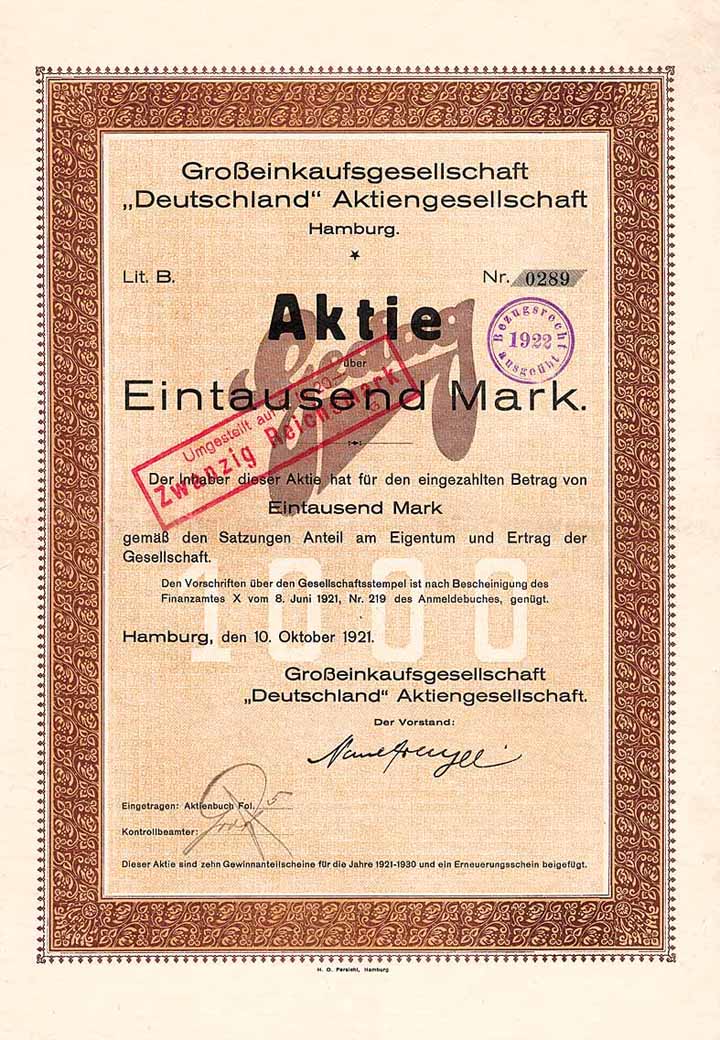 Großeinkaufsgesellschaft
„Deutschland“ Aktiengesellschaft
Hamburg.
Lit. B.
Nr. 0289
Aktie
Bezugsrecht
1922
ausgeübt
über
Eintausend Mark.
Umgestellt auf
Zwanzig Reichsmark
Der Inhaber dieser Aktie hat für den eingezahlten Betrag von
Eintausend Mark
gemäß den Satzungen Anteil am Eigentum und Ertrag der
Gesellschaft.
1000
Den Vorschriften über den Gesellschaftsstempel ist nach Bescheinigung des
Finanzamtes X vom 8. Juni 1921, Nr. 219 des Anmeldebuches, genügt.
Hamburg, den 10. Oktober 1921.
Großeinkaufsgesellschaft
„Deutschland“ Aktiengesellschaft.
Der Vorstand:
Eingetragen: Aktienbuch Fol. 5
Kontrollbeamter:
Dieser Aktie sind zehn Gewinnanteilscheine für die Jahre 1921-1930 und ein Erneuerungsschein beigefügt.
H. O. Persiehl, Hamburg